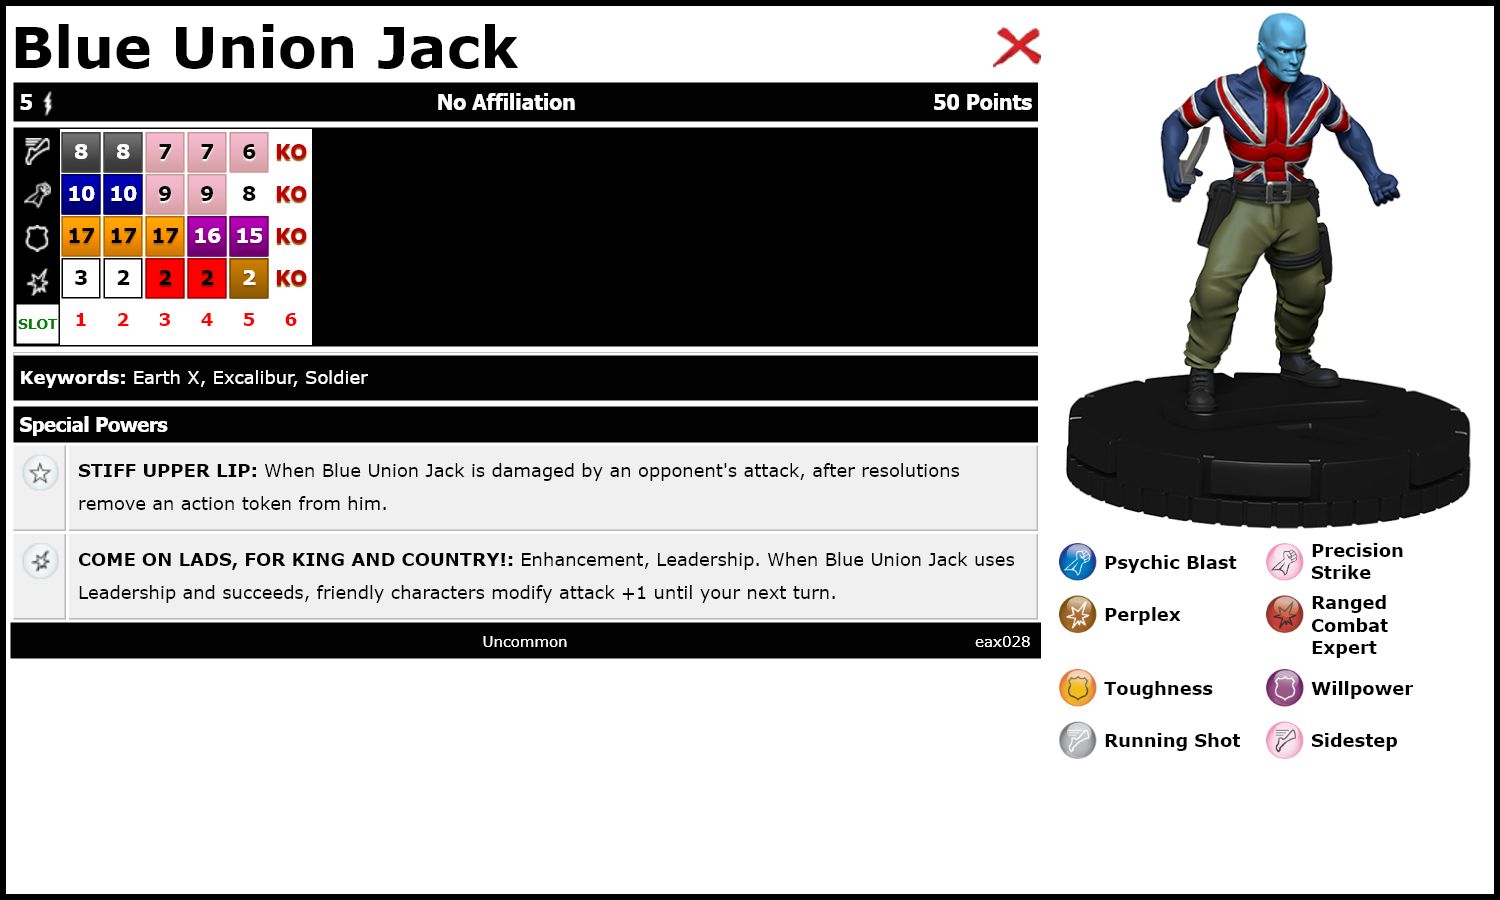 Blue Union Jack
5 No Affiliation 50 Points
8 8 7 7 6 KO
10 10 9 9 8 KO
17 17 17 16 15 KO
3 2 2 2 2 KO
SLOT 1 2 3 4 5 6
Keywords: Earth X, Excalibur, Soldier
Special Powers
STIFF UPPER LIP: When Blue Union Jack is damaged by an opponent's attack, after resolutions
remove an action token from him.
COME ON LADS, FOR KING AND COUNTRY!: Enhancement, Leadership. When Blue Union Jack uses
Leadership and succeeds, friendly characters modify attack +1 until your next turn.
Uncommon eax028
Psychic Blast
Precision
Strike
Perplex
Ranged
Combat
Expert
Toughness
Willpower
Running Shot
Sidestep